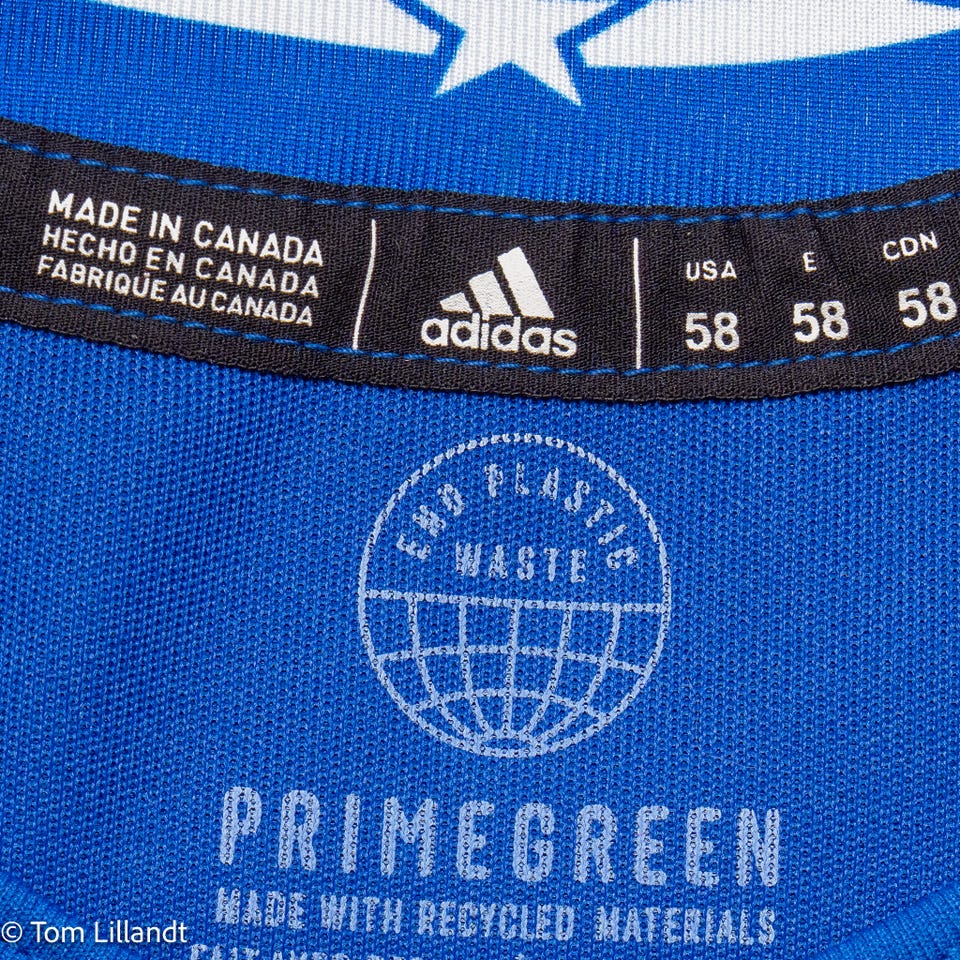 MADE IN CANADA
HECHO EN CANADA
FABRIQUE AU CANADA
adidas
USA E CDN
58 58 58
END PLASTIC
WASTE
PRIMEGREEN
MADE WITH RECYCLED MATERIALS
© Tom Lillandt